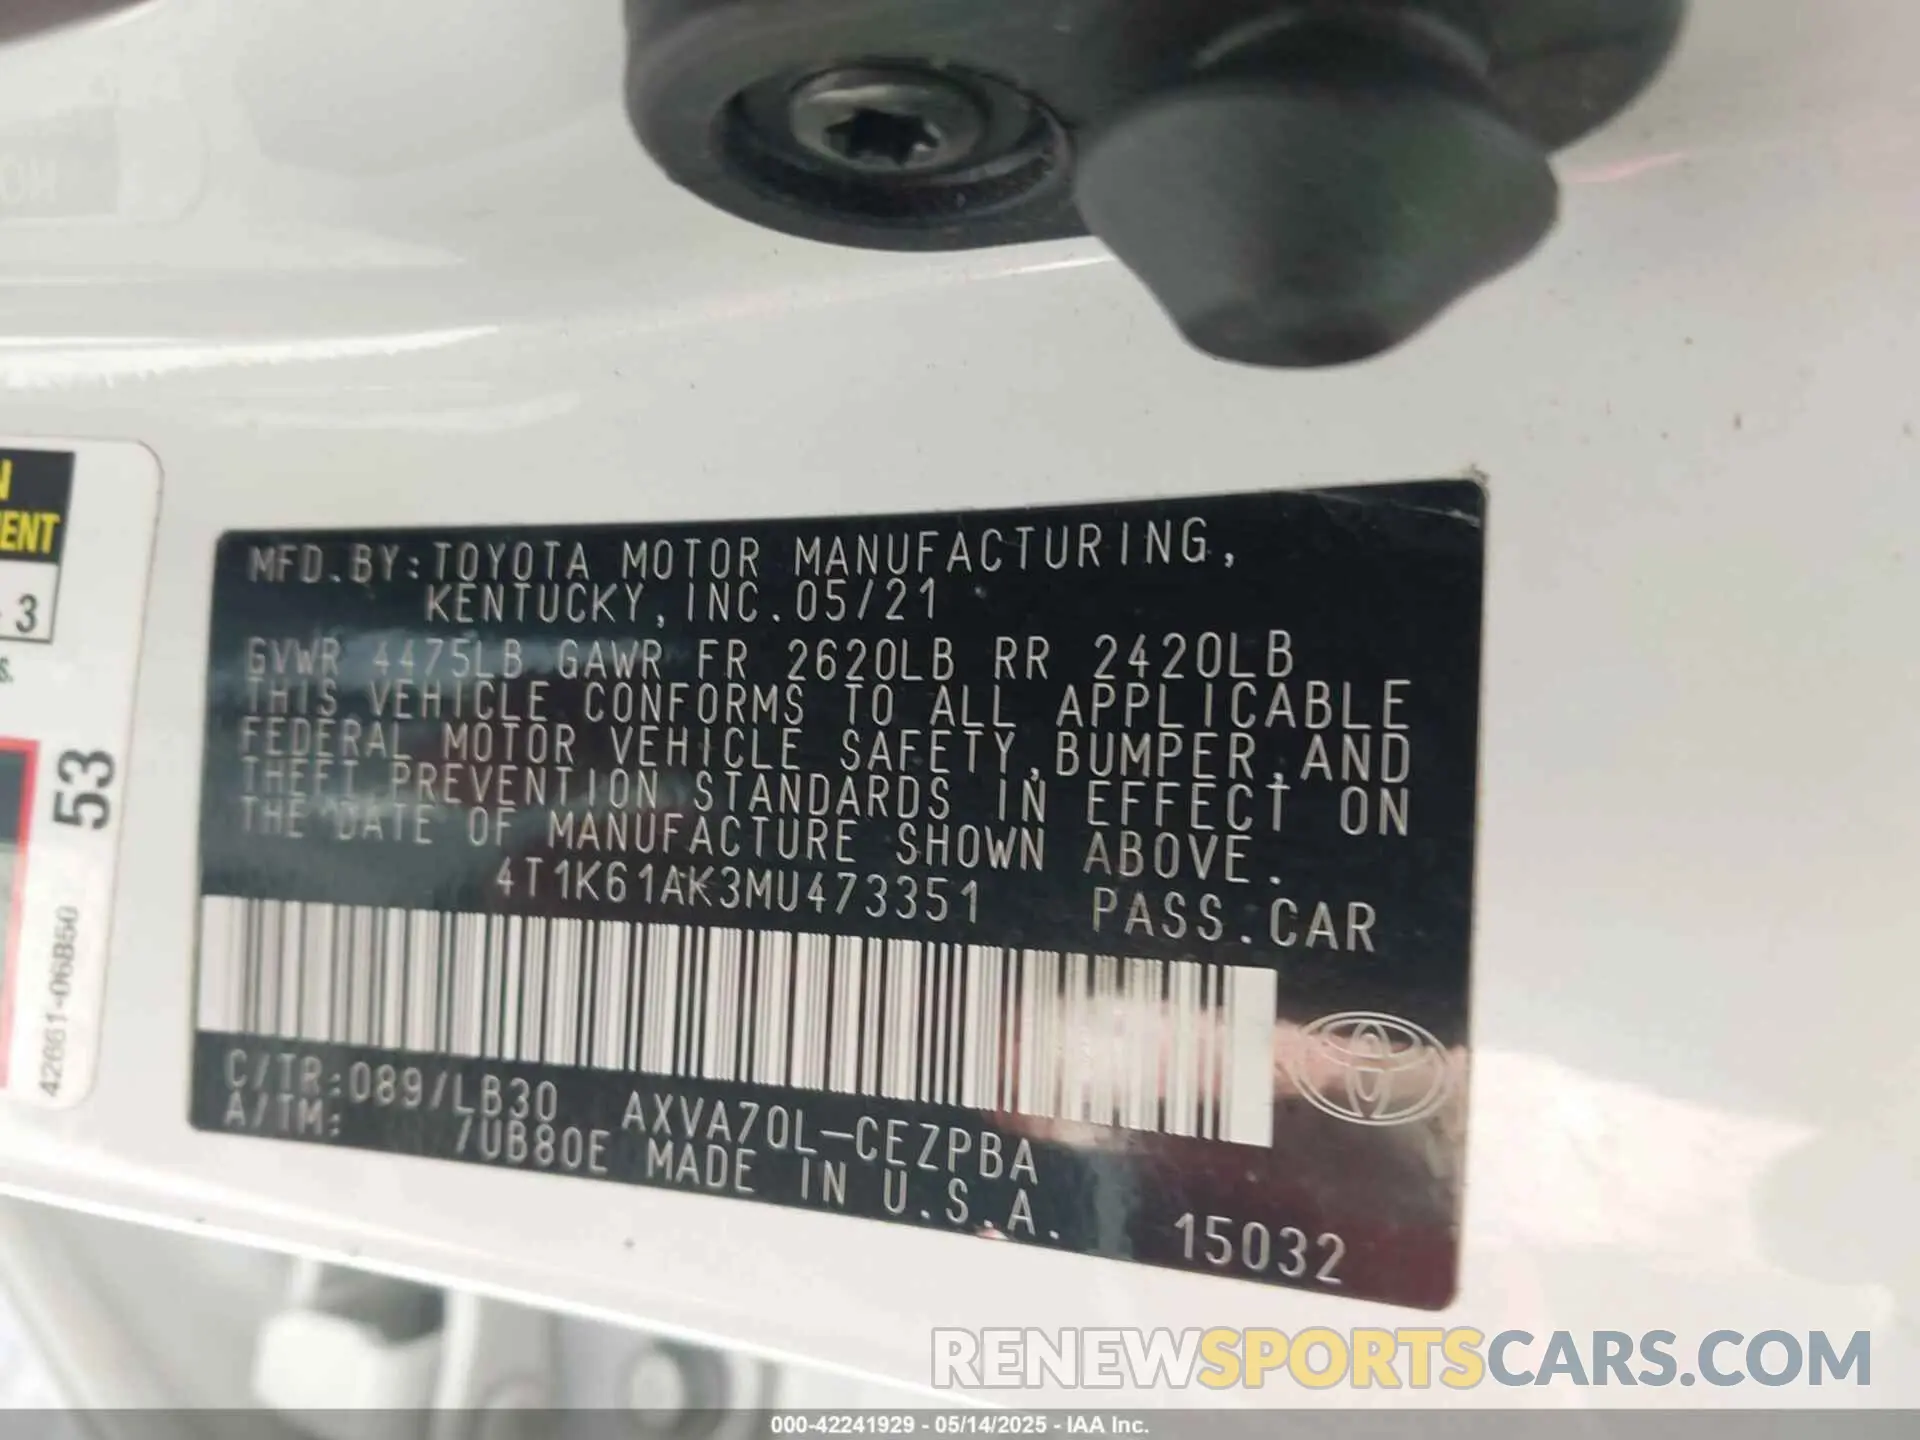 MFD.BY:TOYOTA MOTOR MANUFACTURING,
KENTUCKY,INC.05/21
GVWR 4475LB GAWR FR 2620LB RR 2420LB
THIS VEHICLE CONFORMS TO ALL APPLICABLE
FEDERAL MOTOR VEHICLE SAFETY,BUMPER,AND
THEFT PREVENTION STANDARDS IN EFFECT ON
THE DATE OF MANUFACTURE SHOWN ABOVE.
4T1K61AK3MU473351 PASS.CAR
C/TR:089/LB30 AXVA70L-CEZPBA
A/TM: 7UB80E MADE IN U.S.A.
15032
3
53
42661-06B50
RENEWSPORTSCARS.COM
000-42241929 - 05/14/2025 - IAA Inc.